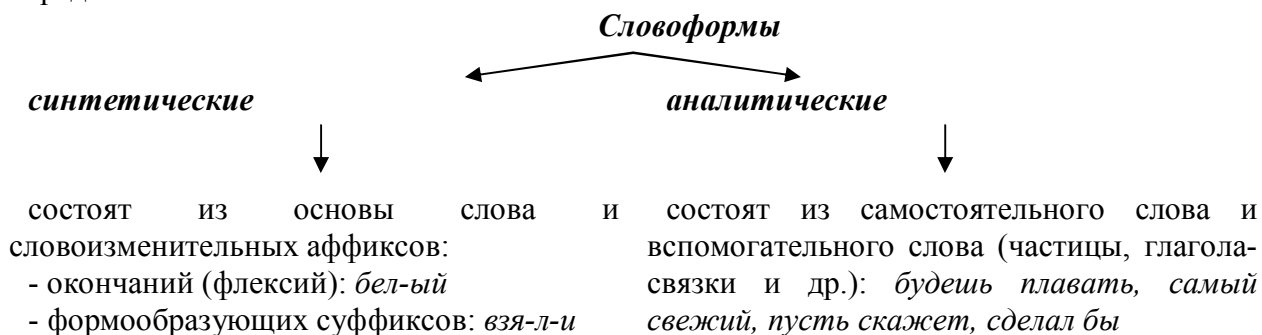 Словоформы
синтетические
аналитические
состоят из основы слова и
словоизменительных аффиксов:
- окончаний (флексий): бел-ый
- формообразующих суффиксов: взя-л-и
состоят из самостоятельного слова и
вспомогательного слова (частицы, глагола-
связки и др.): будешь плавать, самый
свежий, пусть скажет, сделал бы